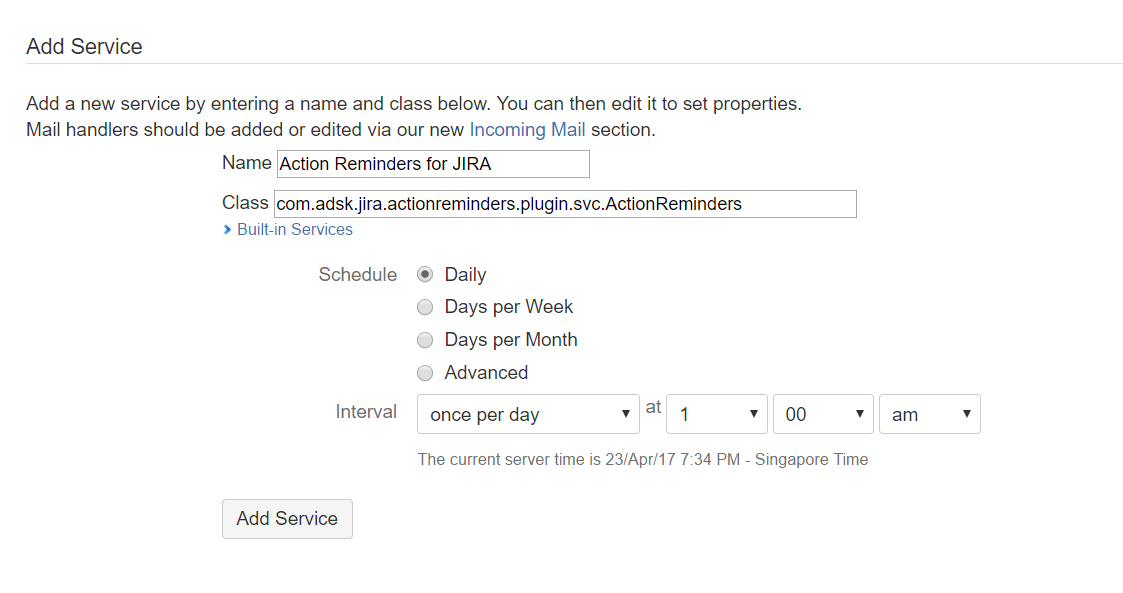 Add Service
Add a new service by entering a name and class below. You can then edit it to set properties.
Mail handlers should be added or edited via our new Incoming Mail section.
Name Action Reminders for JIRA
Class com.adsk.jira.actionreminders.plugin.svc.ActionReminders
Built-in Services
Schedule Daily
Days per Week
Days per Month
Advanced
Interval once per day at 1 00 am
The current server time is 23/Apr/17 7:34 PM - Singapore Time
Add Service